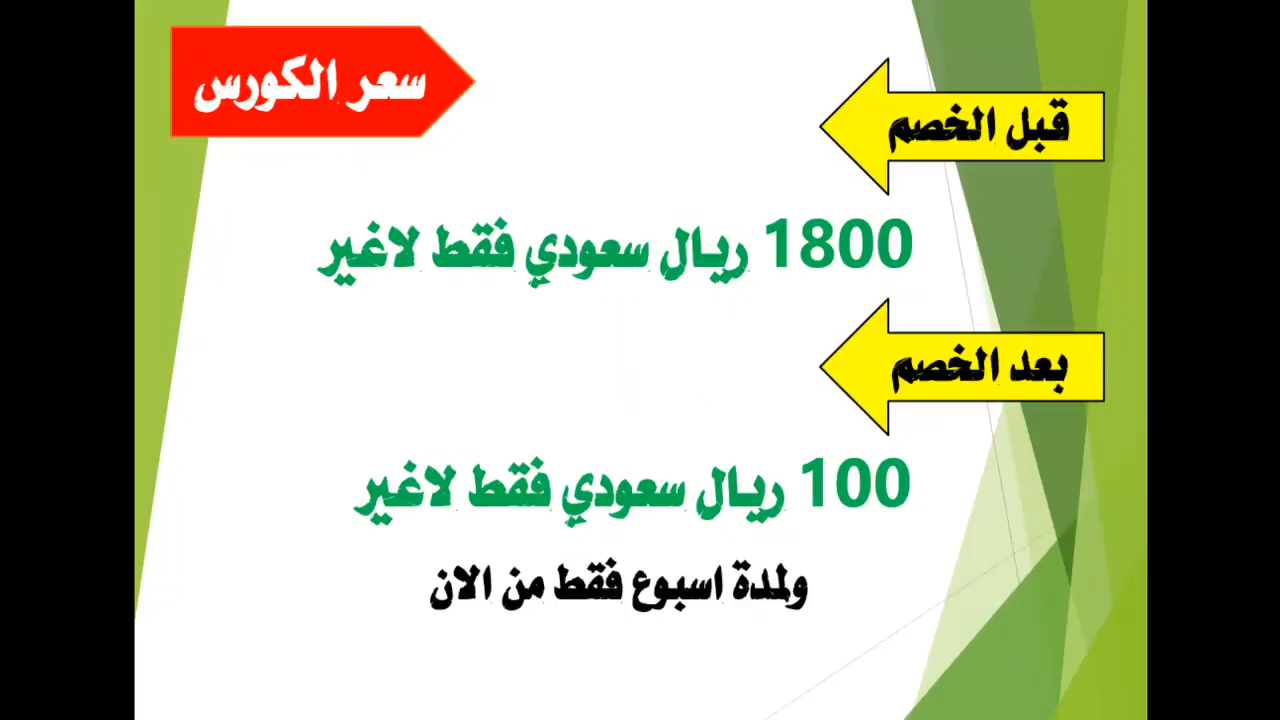 سعر الكورس
قبل الخصم
1800 ريال سعودي فقط لاغير
بعد الخصم
100 ريال سعودي فقط لاغير
ولمدة اسبوع فقط من الان